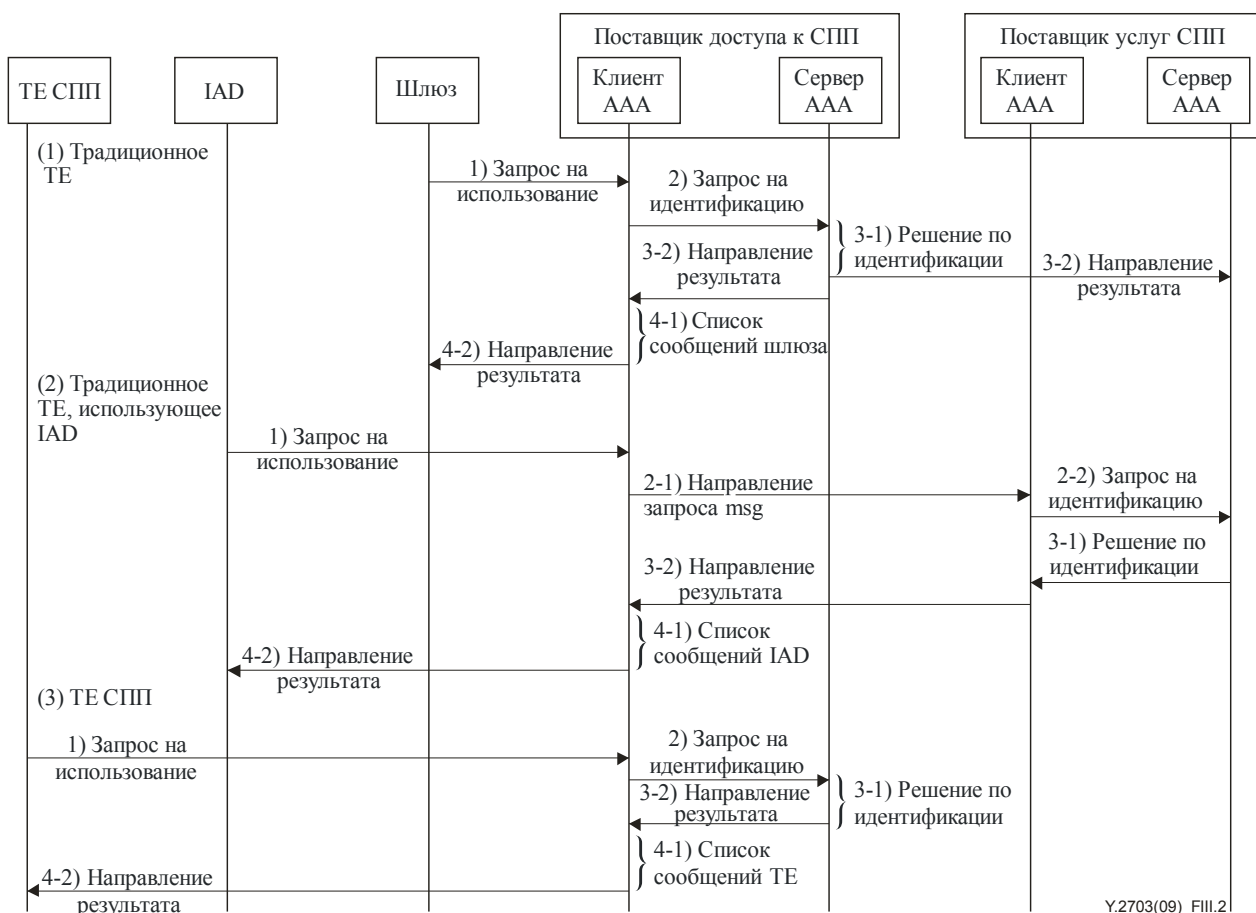 Поставщик доступа к СПП
Поставщик услуг СПП
ТЕ СПП
IAD
Шлюз
Клиент
ААА
Сервер
ААА
Клиент
ААА
Сервер
ААА
(1) Традиционное
ТЕ
1) Запрос на
использование
2) Запрос на
идентификацию
3-1) Решение по
идентификации
3-2) Направление
результата
3-2) Направление
результата
4-1) Список
сообщений шлюза
4-2) Направление
результата
(2) Традиционное
ТЕ, использующее
IAD
1) Запрос на
использование
2-1) Направление
запроса msg
2-2) Запрос на
идентификацию
3-1) Решение по
идентификации
3-2) Направление
результата
4-1) Список
сообщений IAD
4-2) Направление
результата
(3) ТЕ СПП
1) Запрос на
использование
2) Запрос на
идентификацию
3-2) Направление
результата
3-1) Решение по
идентификации
4-1) Список
сообщений ТЕ
4-2) Направление
результата
Y.2703(09)_FIII.2